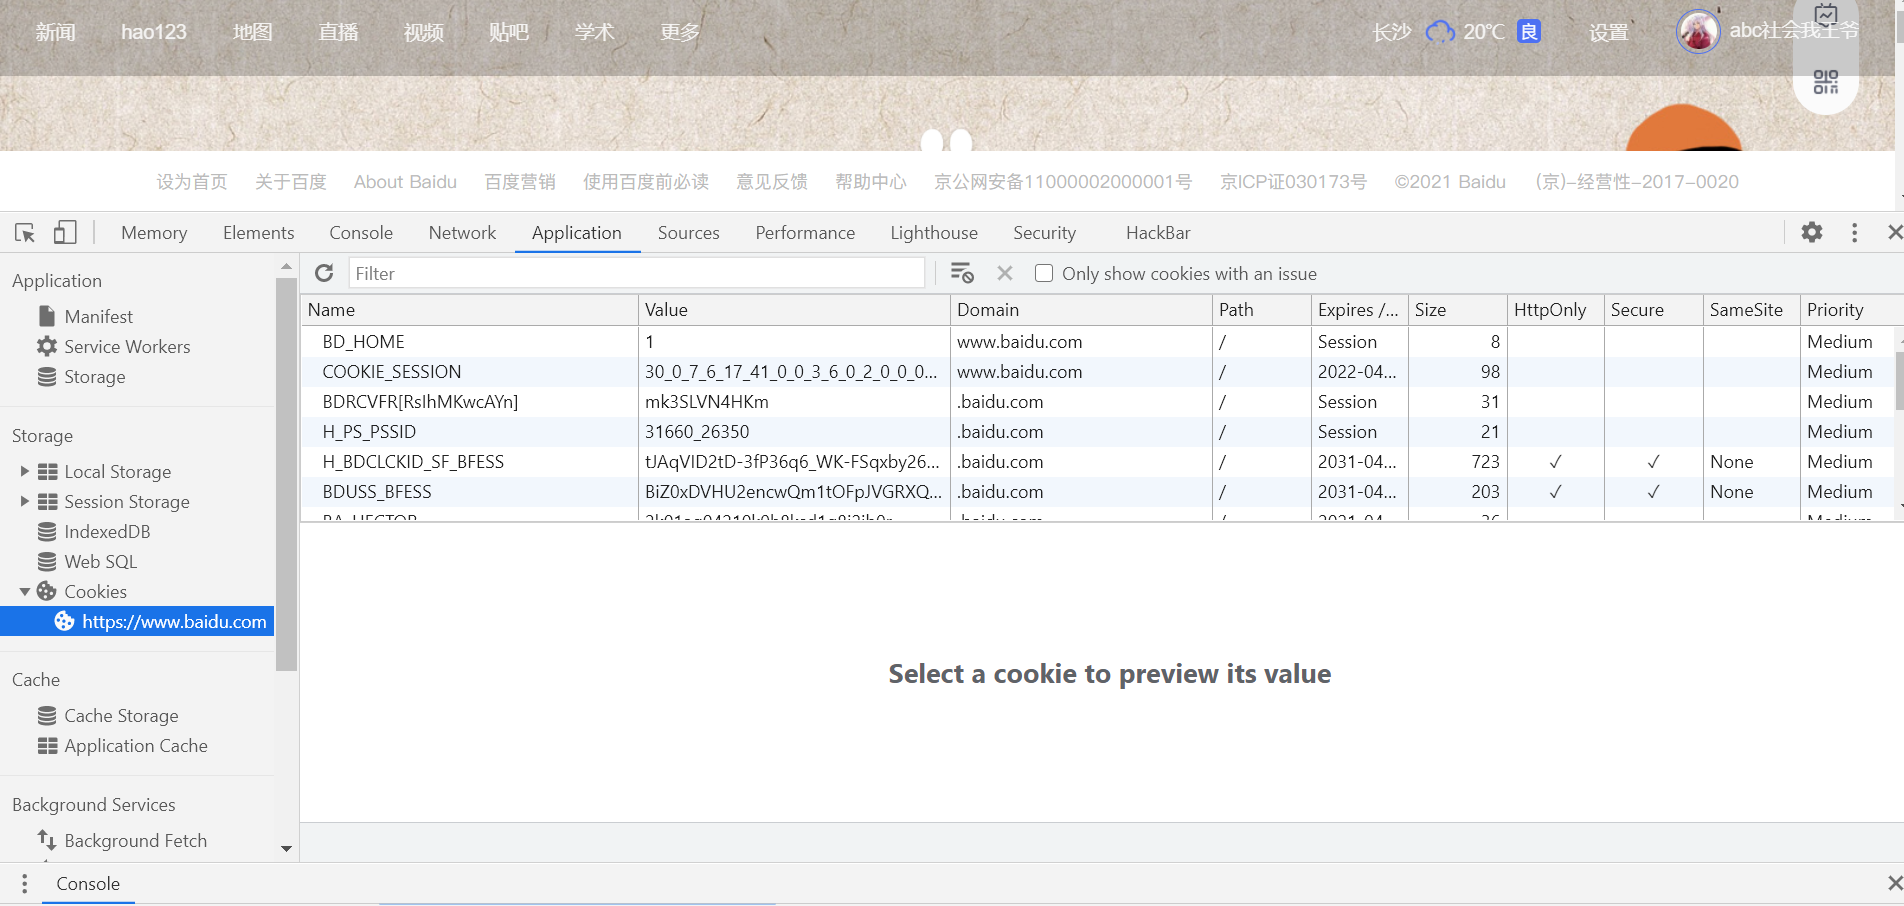 新闻 hao123 地图 直播 视频 贴吧 学术 更多 长沙 20℃ 良 设置 abc社会我王爷
设为首页 关于百度 About Baidu 百度营销 使用百度前必读 意见反馈 帮助中心 京公网安备11000002000001号 京ICP证030173号 ©2021 Baidu (京)-经营性-2017-0020
Memory Elements Console Network Application Sources Performance Lighthouse Security HackBar
Application
Manifest
Service Workers
Storage
Storage
Local Storage
Session Storage
IndexedDB
Web SQL
Cookies
https://www.baidu.com
Cache
Cache Storage
Application Cache
Background Services
Background Fetch
Filter Only show cookies with an issue
Name Value Domain Path Expires /... Size HttpOnly Secure SameSite Priority
BD_HOME 1 www.baidu.com / Session 8 Medium
COOKIE_SESSION 30_0_7_6_17_41_0_0_3_6_0_2_0_0_0... www.baidu.com / 2022-04... 98 Medium
BDRCVFR[RsIhMKwcAYn] mk3SLVN4HKm .baidu.com / Session 31 Medium
H_PS_PSSID 31660_26350 .baidu.com / Session 21 Medium
H_BDCLCKID_SF_BFESS tJAqVID2tD-3fP36q6_WK-FSqxby26... .baidu.com / 2031-04... 723 ✓ ✓ None Medium
BDUSS_BFESS BiZ0xDVHU2encwQm1tOFpJVGRXQ... .baidu.com / 2031-04... 203 ✓ ✓ None Medium
Select a cookie to preview its value
Console